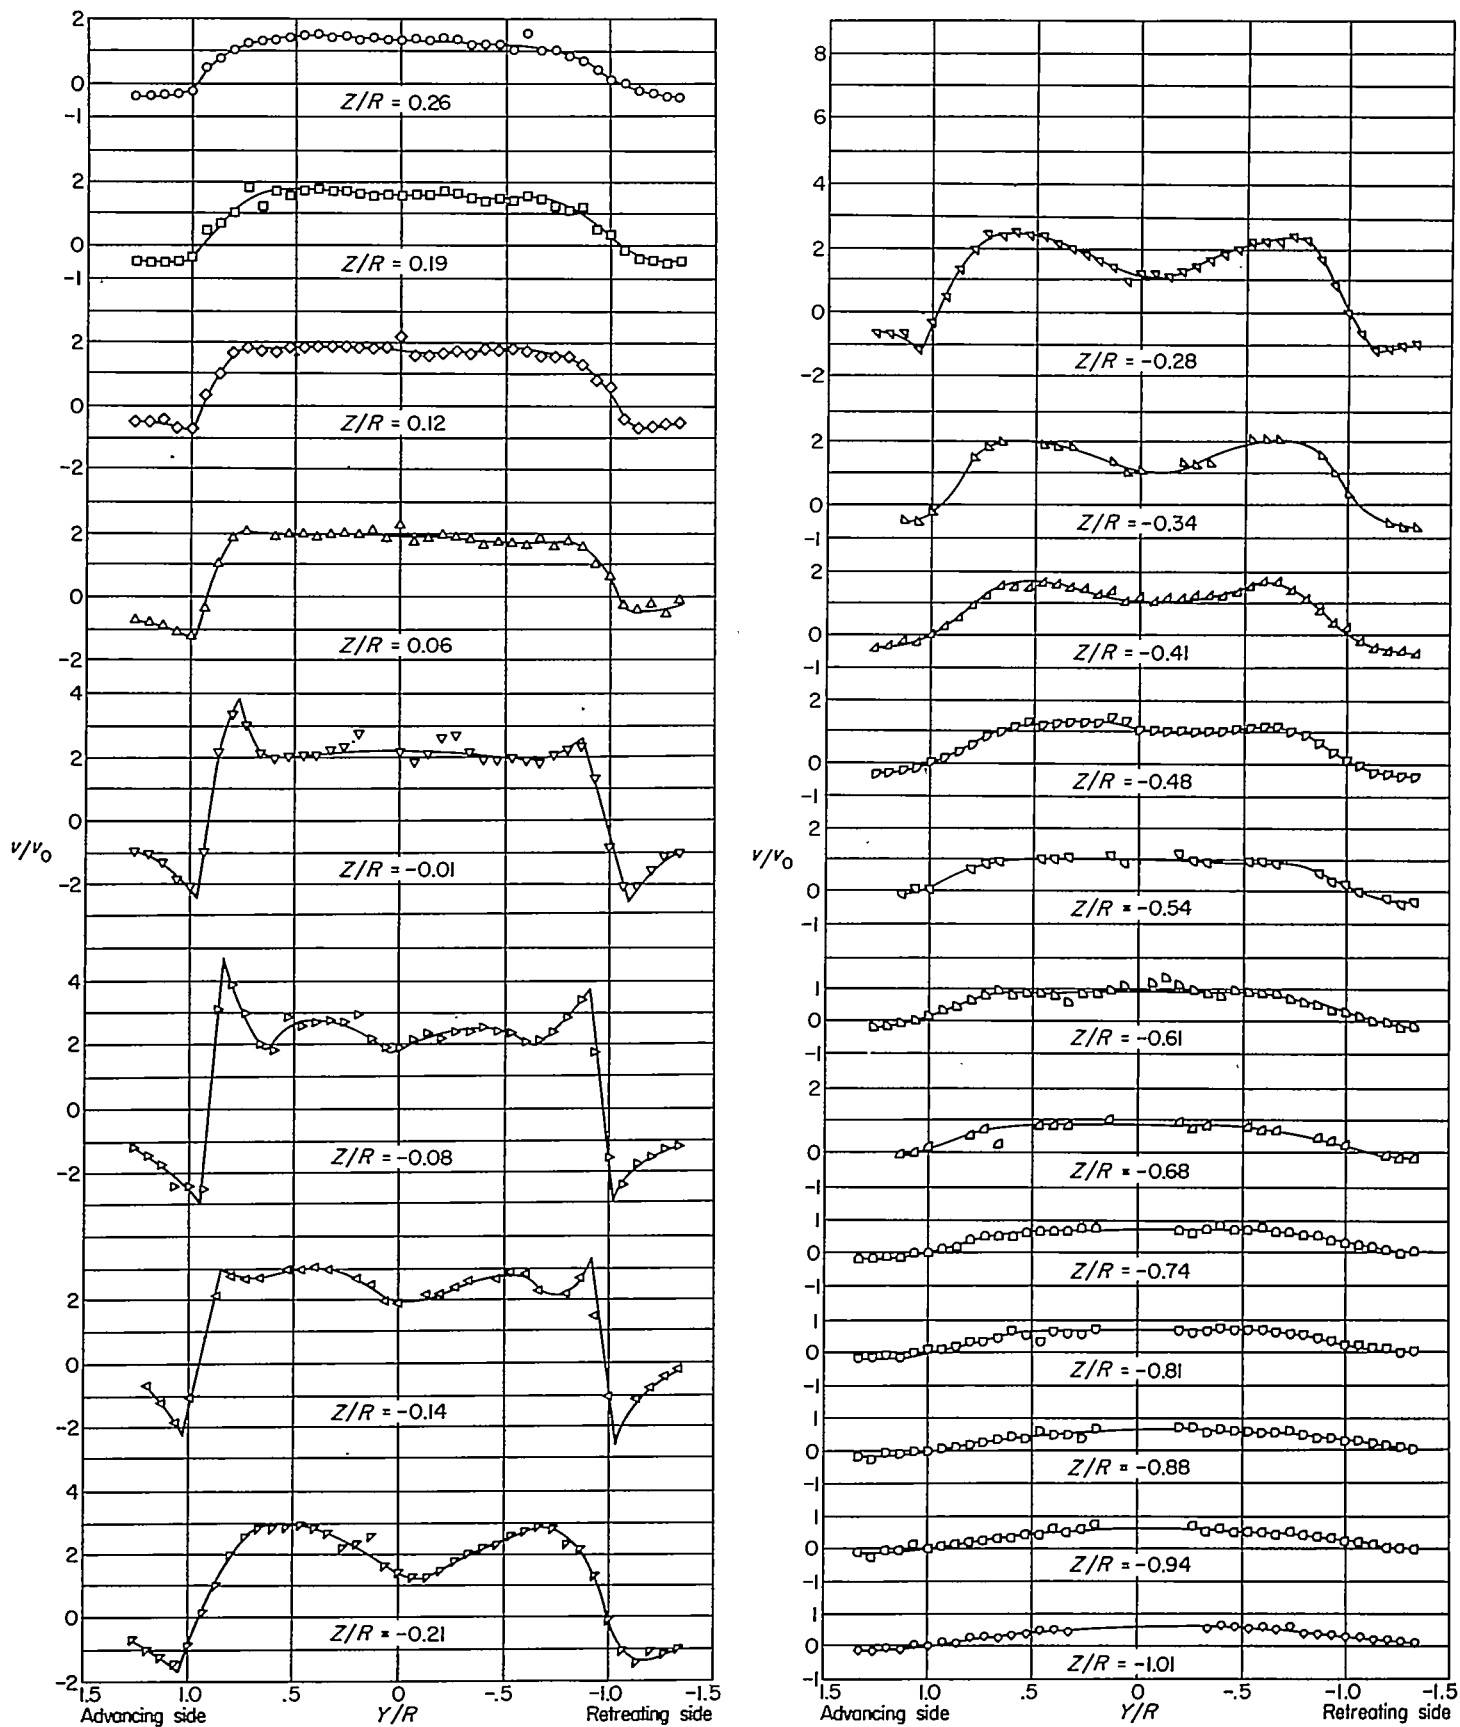 2
0
-1
Z/R = 0.26
2
0
-1
Z/R = 0.19
2
0
-2
Z/R = 0.12
2
0
-2
Z/R = 0.06
4
2
0
v/v0
-2
Z/R = -0.01
4
2
0
-2
Z/R = -0.08
2
0
-2
Z/R = -0.14
4
2
0
-2
Z/R = -0.21
1.5 1.0 .5 0 -.5 -1.0 -1.5
Advancing side Y/R Retreating side
8
6
4
2
0
-2
Z/R = -0.28
2
0
-1
Z/R = -0.34
2
0
-1
Z/R = -0.41
2
0
-1
Z/R = -0.48
2
v/v0
0
-1
Z/R = -0.54
1
0
-1
Z/R = -0.61
2
0
-1
Z/R = -0.68
1
0
-1
Z/R = -0.74
1
0
-1
Z/R = -0.81
1
0
-1
Z/R = -0.88
1
0
-1
Z/R = -0.94
1
0
-1
Z/R = -1.01
1.5 1.0 .5 0 -.5 -1.0 -1.5
Advancing side Y/R Retreating side